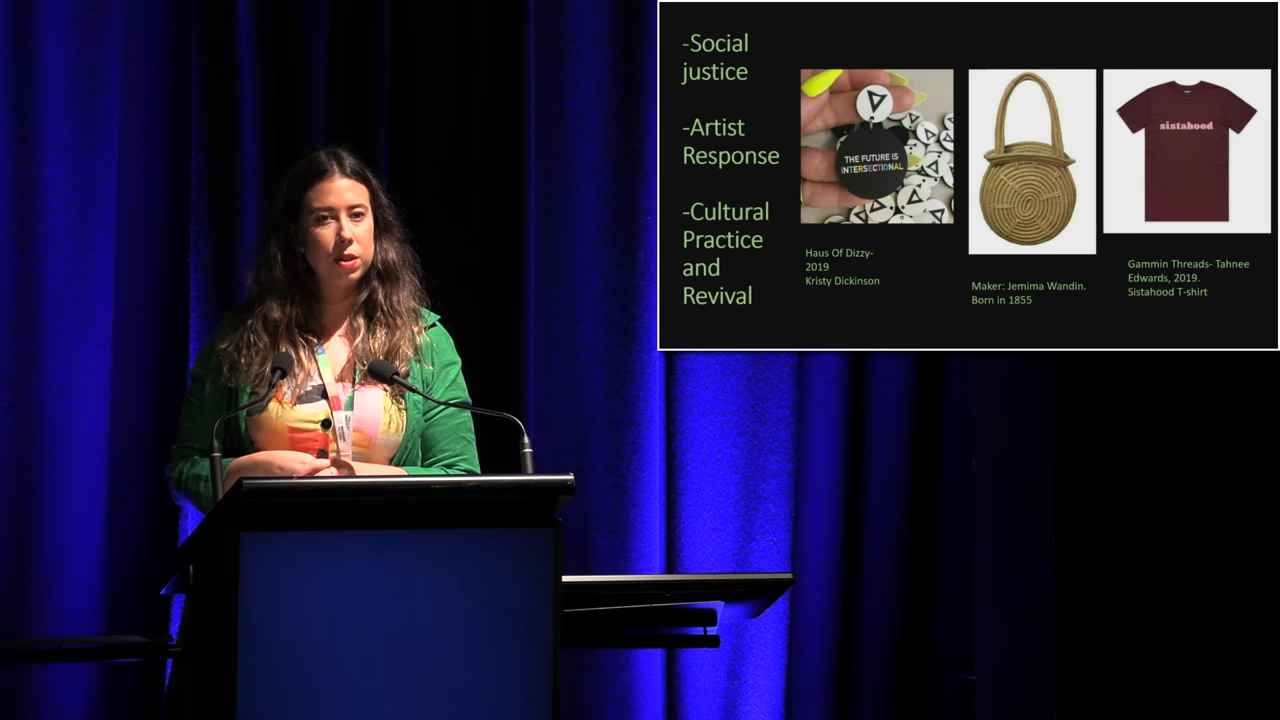 -Social
justice
-Artist
Response
-Cultural
Practice
and
Revival
THE FUTURE IS
INTERSECTIONAL
sistahood
Haus Of Dizzy-
2019
Kristy Dickinson
Maker: Jemima Wandin.
Born in 1855
Gammin Threads- Tahnee
Edwards, 2019.
Sistahood T-shirt